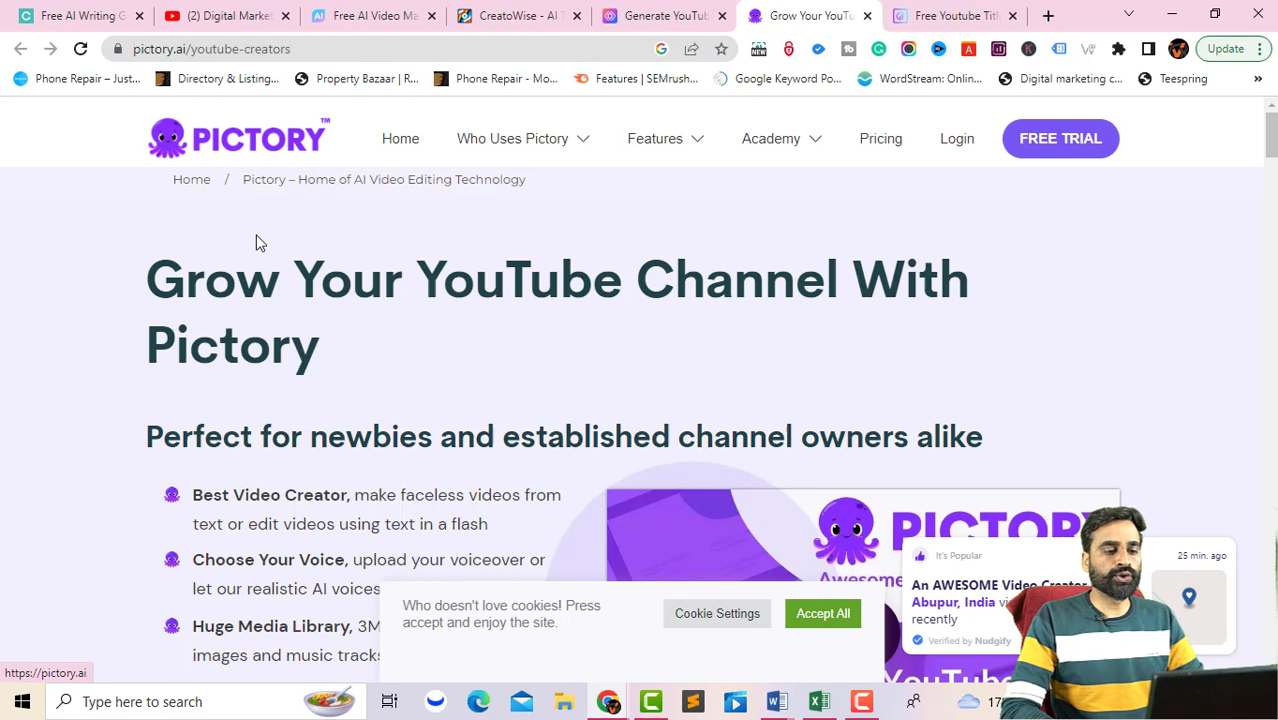 Free AI Writing G
(2) Digital Market
Free AI Video Ma
CreatoWise - AI T
Generate YouTub
Grow Your YouTu
Free Youtube Title
pictory.ai/youtube-creators
Update
Phone Repair – Just...
Directory & Listing...
Property Bazaar | R...
Phone Repair - Mo...
Features | SEMrush...
Google Keyword Po...
WordStream: Onlin...
Digital marketing c...
Teespring
PICTORY™
Home
Who Uses Pictory
Features
Academy
Pricing
Login
FREE TRIAL
Home / Pictory – Home of AI Video Editing Technology
Grow Your YouTube Channel With
Pictory
Perfect for newbies and established channel owners alike
Best Video Creator, make faceless videos from
text or edit videos using text in a flash
Choose Your Voice, upload your voiceover or
let our realistic AI voices
Huge Media Library, 3M
images and music tracks
PICTORY
Awesome
YouTube
Who doesn't love cookies! Press
accept and enjoy the site.
Cookie Settings
Accept All
It's Popular
25 min. ago
An AWESOME Video Creator
Abupur, India vi
recently
Verified by Nudgify
https://pictory.ai
Type here to search
17